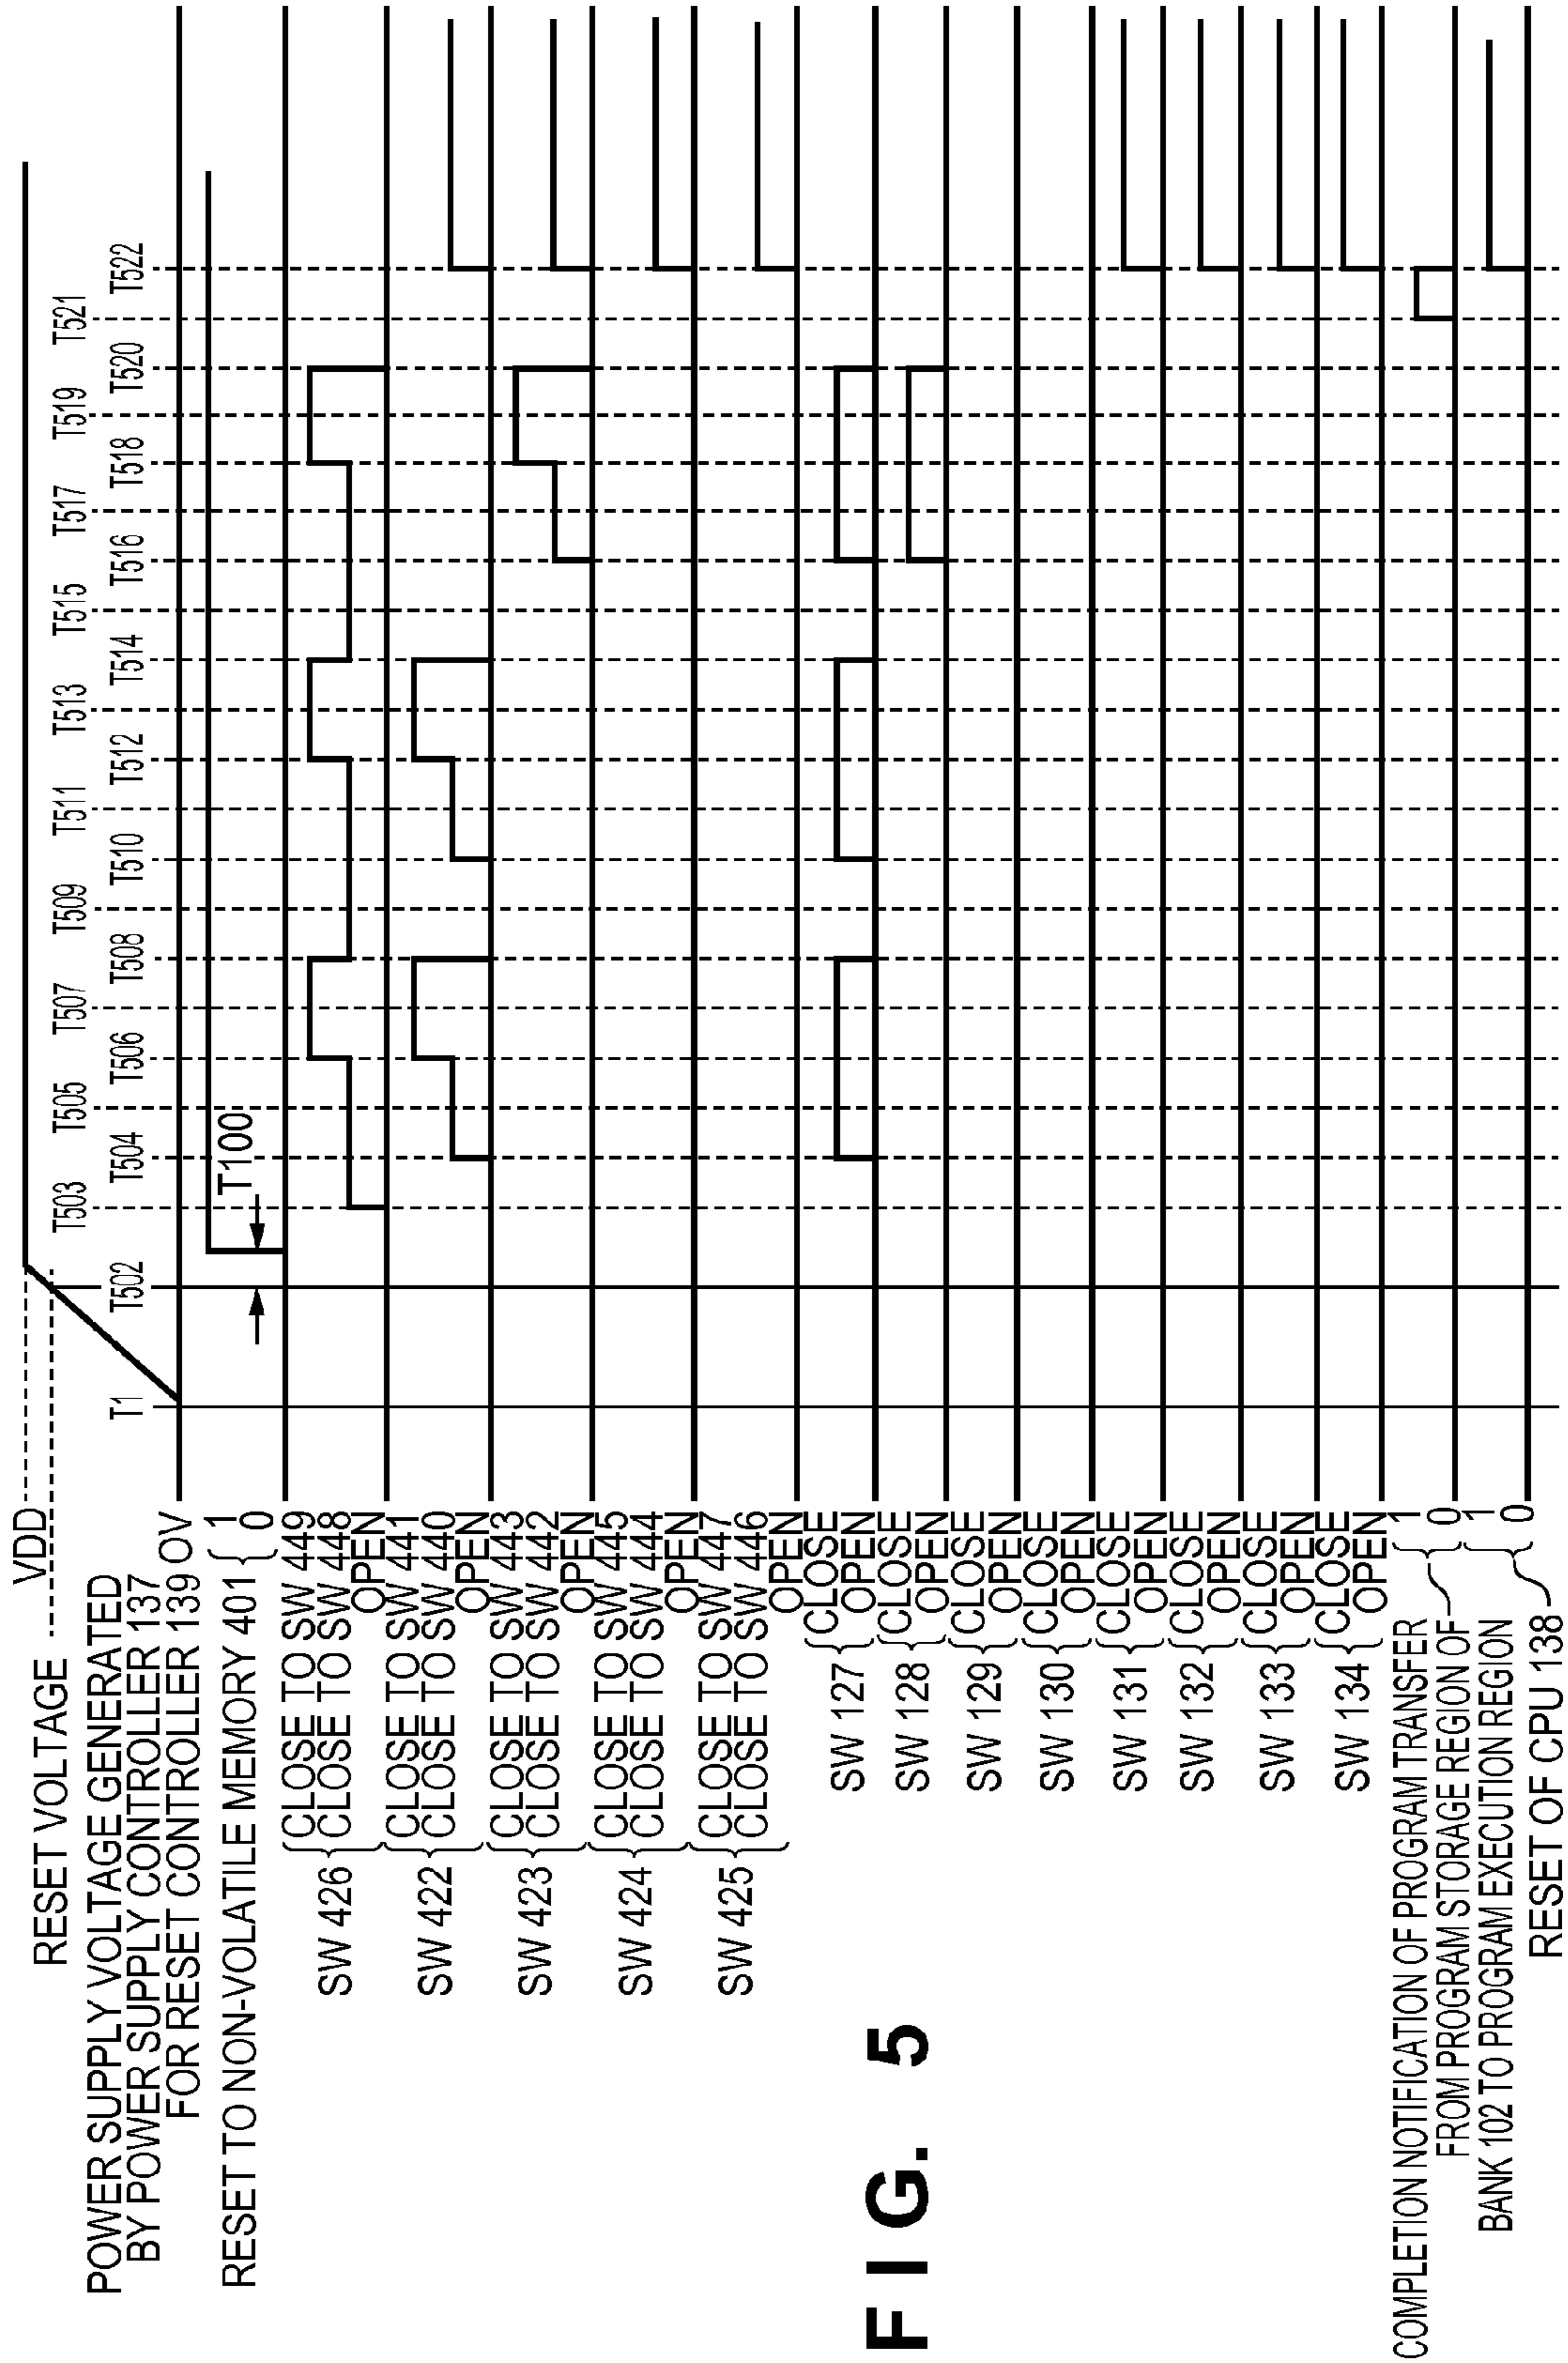 VDD
RESET VOLTAGE
POWER SUPPLY VOLTAGE GENERATED
BY POWER SUPPLY CONTROLLER 137
FOR RESET CONTROLLER 139 OV
T1
T502
T503
T504
T505
T506
T507
T508
T509
T510
T511
T512
T513
T514
T515
T516
T517
T518
T519
T520
T521
T522
T100
RESET TO NON-VOLATILE MEMORY 401
1
0
SW 426
CLOSE TO SW 449
CLOSE TO SW 448
OPEN
SW 422
CLOSE TO SW 441
CLOSE TO SW 440
OPEN
SW 423
CLOSE TO SW 443
CLOSE TO SW 442
OPEN
SW 424
CLOSE TO SW 445
CLOSE TO SW 444
OPEN
SW 425
CLOSE TO SW 447
CLOSE TO SW 446
OPEN
SW 127
CLOSE
OPEN
SW 128
CLOSE
OPEN
SW 129
CLOSE
OPEN
SW 130
CLOSE
OPEN
SW 131
CLOSE
OPEN
SW 132
CLOSE
OPEN
SW 133
CLOSE
OPEN
SW 134
CLOSE
OPEN
COMPLETION NOTIFICATION OF PROGRAM TRANSFER
FROM PROGRAM STORAGE REGION OF
BANK 102 TO PROGRAM EXECUTION REGION
1
0
RESET OF CPU 138
1
0
FIG. 5